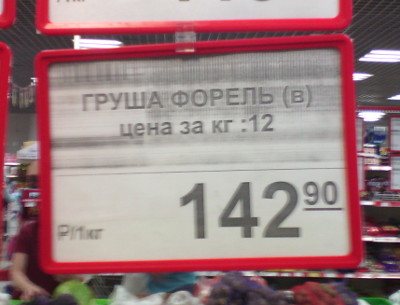 ГРУША ФОРЕЛЬ (в)
цена за кг :12
142 90
Р/1кг